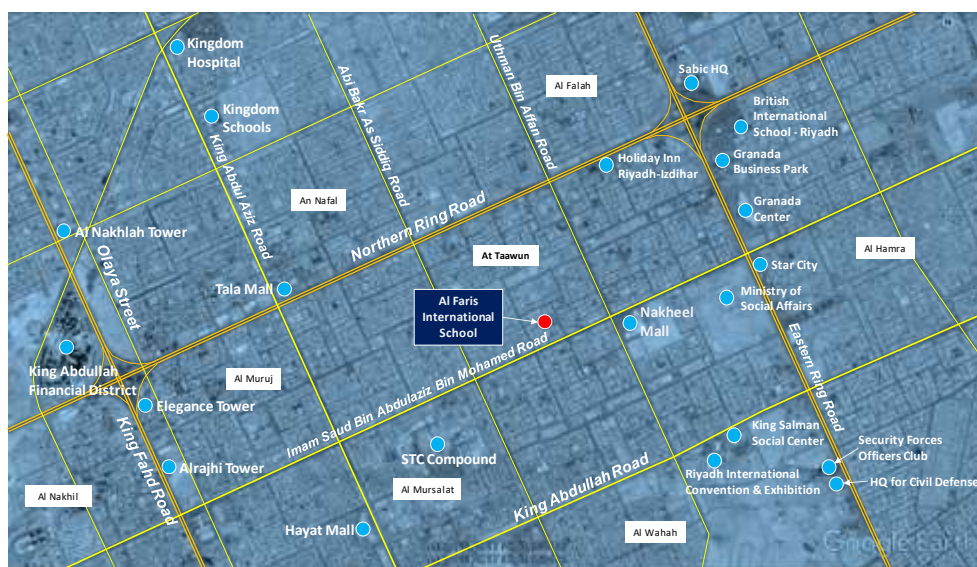 Kingdom
Hospital
Sabic HQ
Al Falah
Uthman Bin Affan Road
Abi Bakr As Siddiq Road
Kingdom
Schools
British
International
School - Riyadh
King Abdul Aziz Road
Holiday Inn
Riyadh-Izdihar
Granada
Business Park
An Nafal
Granada
Center
Northern Ring Road
Al Nakhlah Tower
Olaya Street
At Taawun
Al Hamra
Star City
Tala Mall
Al Faris
International
School
Ministry of
Social Affairs
Nakheel
Mall
Eastern Ring Road
King Abdullah
Financial District
Al Muruj
Imam Saud Bin Abdulaziz Bin Mohamed Road
Elegance Tower
King Fahd Road
King Salman
Social Center
Security Forces
Officers Club
STC Compound
Alrajhi Tower
Riyadh International
Convention & Exhibition
HQ for Civil Defense
Al Nakhil
Al Mursalat
King Abdullah Road
Hayat Mall
Al Wahah
Google Earth